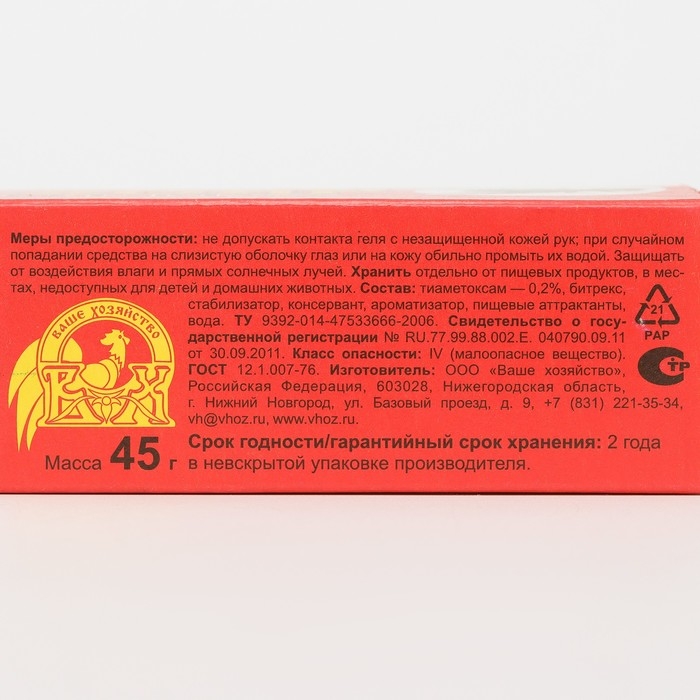 Меры предосторожности: не допускать контакта геля с незащищенной кожей рук; при случайном
попадании средства на слизистую оболочку глаз или на кожу обильно промыть их водой. Защищать
от воздействия влаги и прямых солнечных лучей. Хранить отдельно от пищевых продуктов, в мес-
тах, недоступных для детей и домашних животных. Состав: тиаметоксам — 0,2%, битрекс,
стабилизатор, консервант, ароматизатор, пищевые аттрактанты,
вода. ТУ 9392-014-47533666-2006. Свидетельство о госу-
дарственной регистрации № RU.77.99.88.002.Е. 040790.09.11
от 30.09.2011. Класс опасности: IV (малоопасное вещество).
ГОСТ 12.1.007-76. Изготовитель: ООО «Ваше хозяйство»,
Российская Федерация, 603028, Нижегородская область,
г. Нижний Новгород, ул. Базовый проезд, д. 9, +7 (831) 221-35-34,
vh@vhoz.ru, www.vhoz.ru.
Срок годности/гарантийный срок хранения: 2 года
в невскрытой упаковке производителя.
ВАШЕ ХОЗЯЙСТВО
ВХ
Масса 45 г
21
PAP
СТР